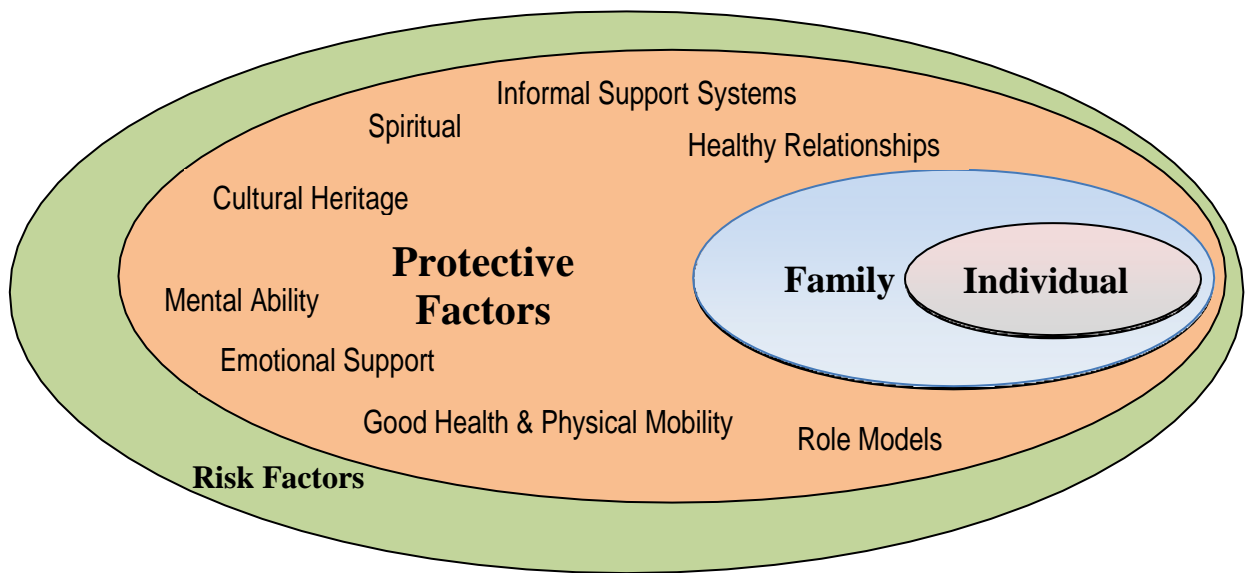 Informal Support Systems
Spiritual
Healthy Relationships
Cultural Heritage
Protective
Factors
Family
Individual
Mental Ability
Emotional Support
Good Health & Physical Mobility
Role Models
Risk Factors